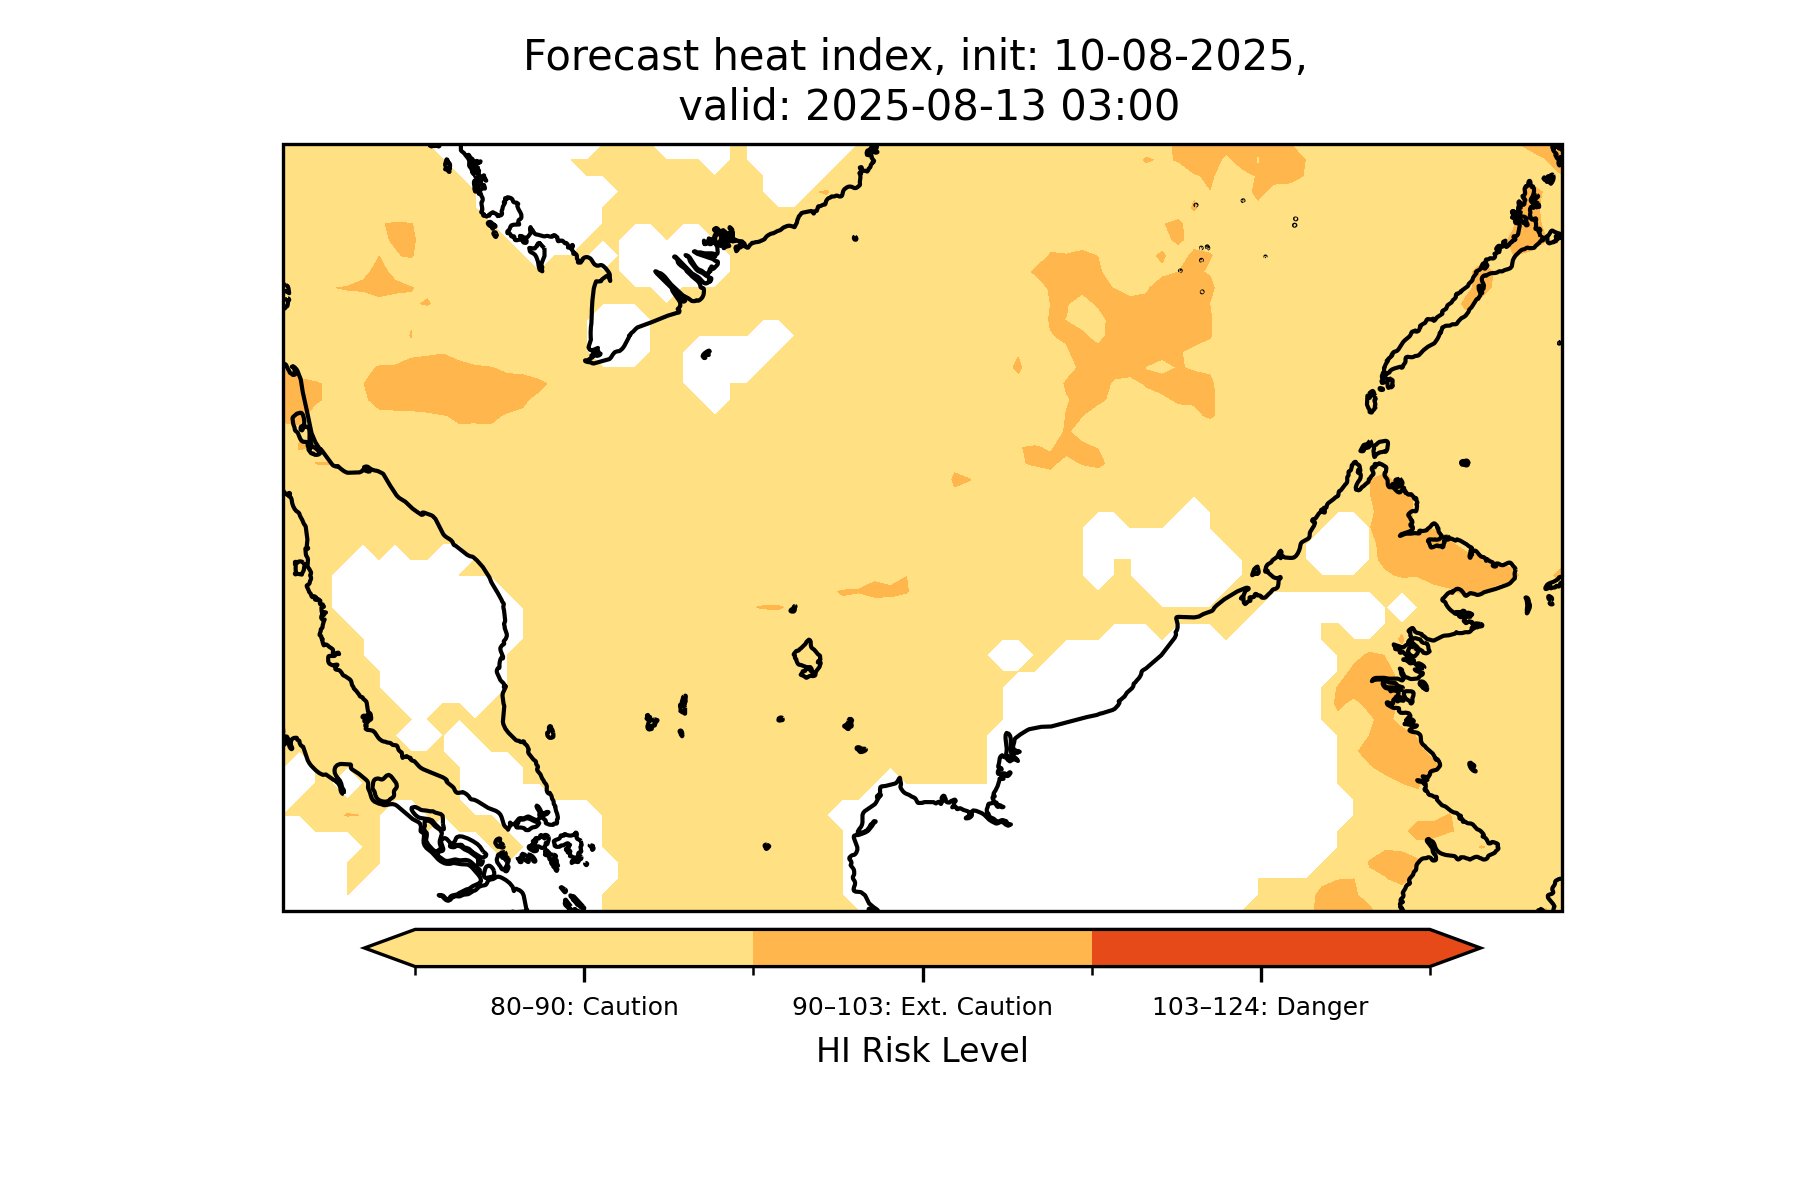 Forecast heat index, init: 10-08-2025,
valid: 2025-08-13 03:00
80–90: Caution
90–103: Ext. Caution
103–124: Danger
HI Risk Level